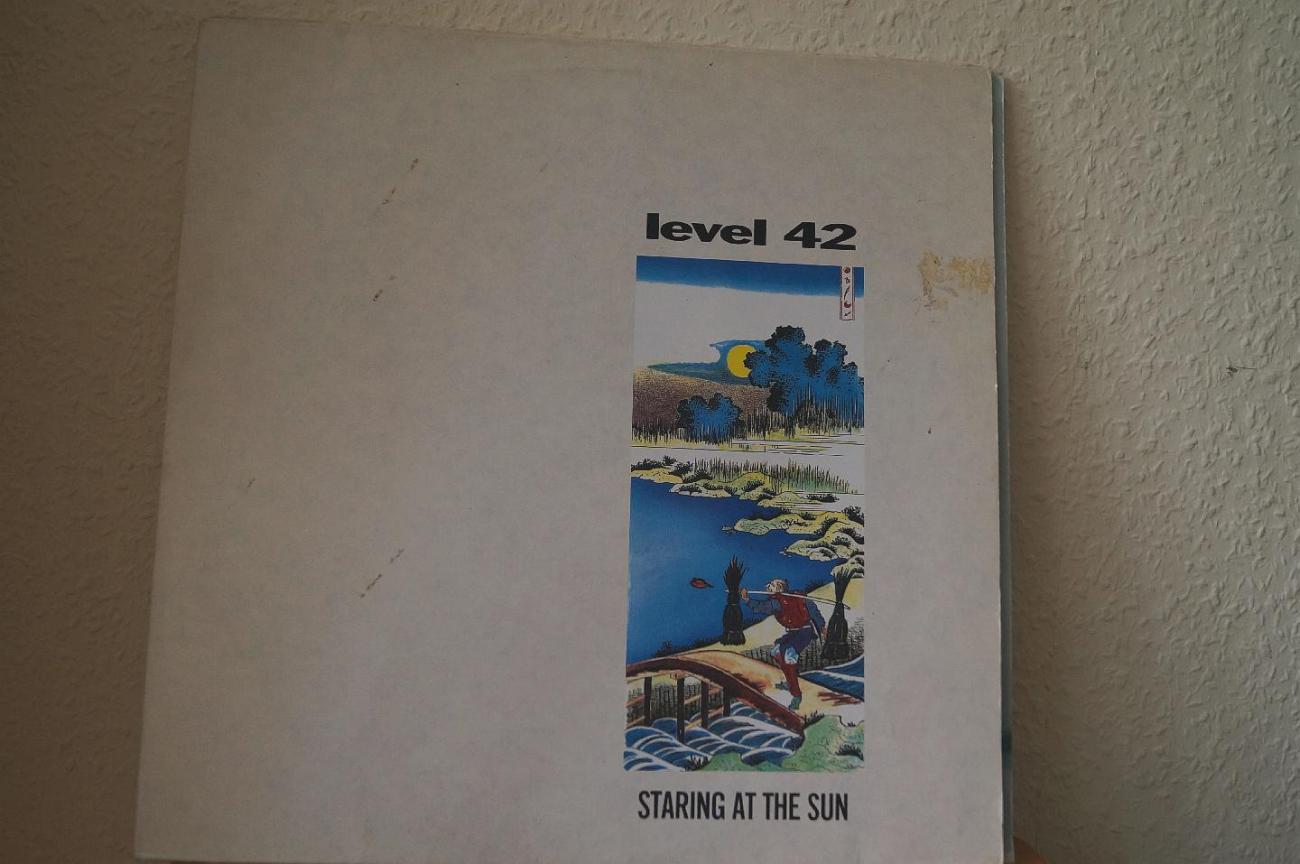 level 42
STARING AT THE SUN